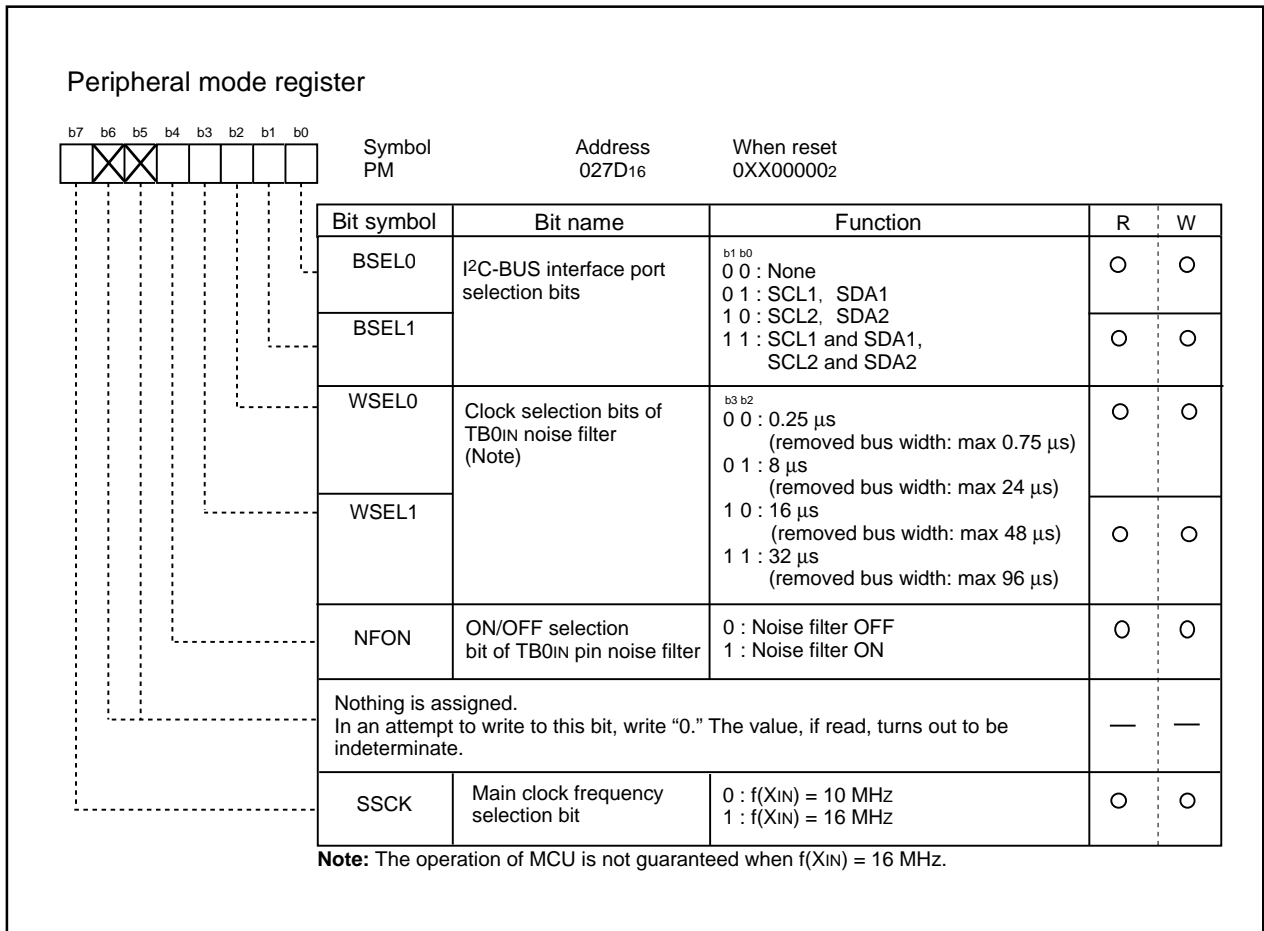 Peripheral mode register
b7 b6 b5 b4 b3 b2 b1 b0
Symbol Address When reset
PM 027D16 0XX000002
Bit symbol Bit name Function R W
BSEL0
I2C-BUS interface port
selection bits
b1 b0
0 0 : None
0 1 : SCL1, SDA1
1 0 : SCL2, SDA2
1 1 : SCL1 and SDA1,
SCL2 and SDA2
BSEL1
WSEL0
Clock selection bits of
TB0IN noise filter
(Note)
b3 b2
0 0 : 0.25 µs
(removed bus width: max 0.75 µs)
0 1 : 8 µs
(removed bus width: max 24 µs)
1 0 : 16 µs
(removed bus width: max 48 µs)
1 1 : 32 µs
(removed bus width: max 96 µs)
WSEL1
NFON
ON/OFF selection
bit of TB0IN pin noise filter
0 : Noise filter OFF
1 : Noise filter ON
Nothing is assigned.
In an attempt to write to this bit, write “0.” The value, if read, turns out to be
indeterminate.
SSCK
Main clock frequency
selection bit
0 : f(XIN) = 10 MHz
1 : f(XIN) = 16 MHz
Note: The operation of MCU is not guaranteed when f(XIN) = 16 MHz.